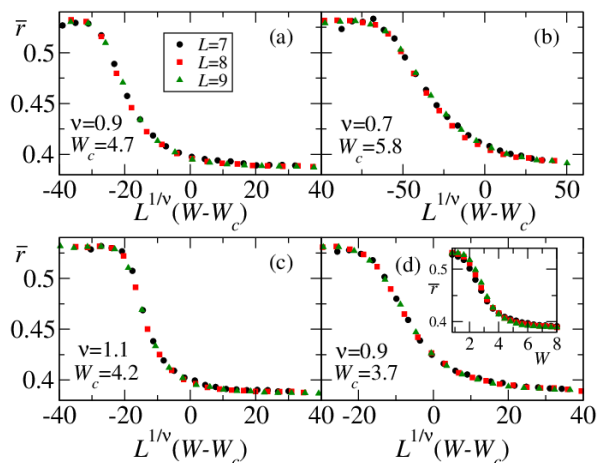 r̅
0.5
0.45
0.4
(a)
L=7
L=8
L=9
ν=0.9
W_c=4.7
-40 -20 0 20 40
L^{1/ν}(W-W_c)
(b)
ν=0.7
W_c=5.8
-50 0 50
L^{1/ν}(W-W_c)
r̅
0.5
0.45
0.4
(c)
ν=1.1
W_c=4.2
-40 -20 0 20 40
L^{1/ν}(W-W_c)
(d)
0.5
r̅
0.4
2 4 6 8
W
ν=0.9
W_c=3.7
-20 0 20 40
L^{1/ν}(W-W_c)